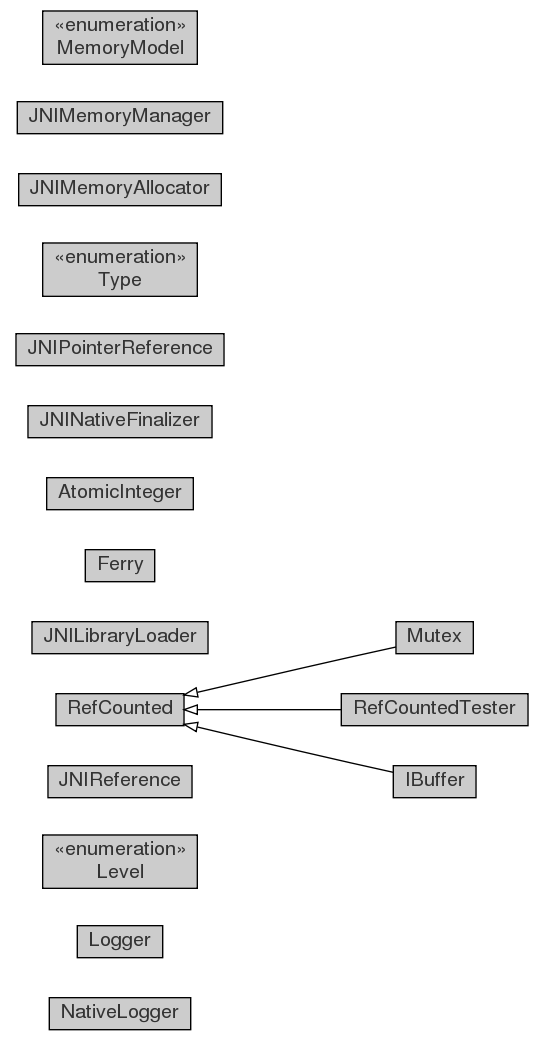 «enumeration»
MemoryModel
JNIMemoryManager
JNIMemoryAllocator
«enumeration»
Type
JNIPointerReference
JNINativeFinalizer
AtomicInteger
Ferry
JNILibraryLoader
Mutex
RefCounted
RefCountedTester
JNIReference
IBuffer
«enumeration»
Level
Logger
NativeLogger